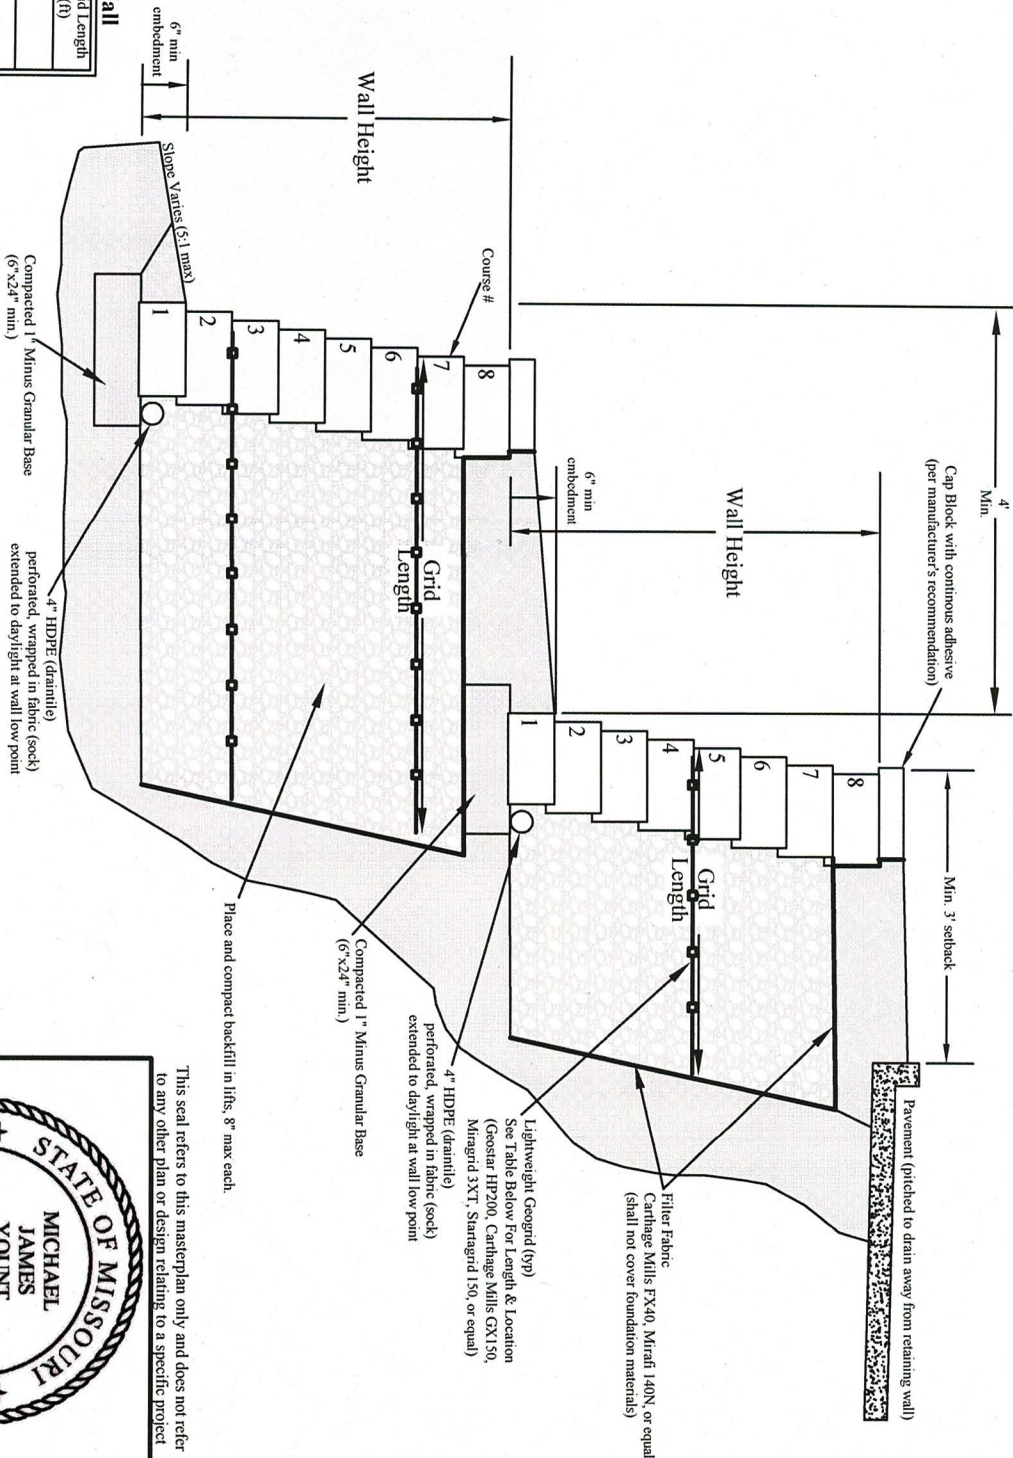 4'
Min.
Cap Block with continous adhesive
(per manufacturer's recommendation)
Min. 3' setback
Pavement (pitched to drain away from retaining wall)
Wall Height
6" min
embedment
8
7
6
5
4
3
2
1
Grid
Length
Filter Fabric
Carthage Mills FX40, Mirafi 140N, or equal
(shall not cover foundation materials)
Lightweight Geogrid (typ)
See Table Below For Length & Location
(Geostar HP200, Carthage Mills GX150,
Miragrid 3XT, Startagrid 150, or equal)
4" HDPE (draintile)
perforated, wrapped in fabric (sock)
extended to daylight at wall low point
Compacted 1" Minus Granular Base
(6"x24" min.)
Wall Height
Course #
8
7
6
5
4
3
2
1
Grid
Length
6" min
embedment
Slope Varies (5:1 max)
Place and compact backfill in lifts, 8" max each.
4" HDPE (draintile)
perforated, wrapped in fabric (sock)
extended to daylight at wall low point
Compacted 1" Minus Granular Base
(6"x24" min.)
all
d Length
(ft)
This seal refers to this masterplan only and does not refer
to any other plan or design relating to a specific project
STATE OF MISSOURI
MICHAEL
JAMES
YOUNT